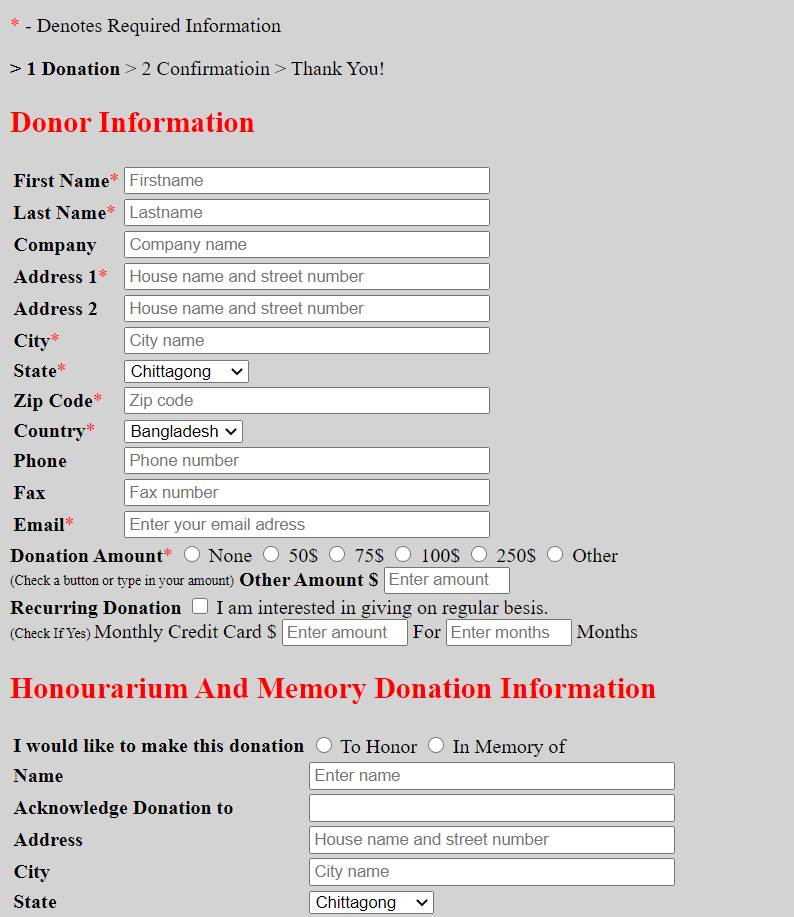 * - Denotes Required Information
> 1 Donation > 2 Confirmatioin > Thank You!
Donor Information
First Name* Firstname
Last Name* Lastname
Company Company name
Address 1* House name and street number
Address 2 House name and street number
City* City name
State* Chittagong
Zip Code* Zip code
Country* Bangladesh
Phone Phone number
Fax Fax number
Email* Enter your email adress
Donation Amount* None 50$ 75$ 100$ 250$ Other
(Check a button or type in your amount) Other Amount $ Enter amount
Recurring Donation I am interested in giving on regular besis.
(Check If Yes) Monthly Credit Card $ Enter amount For Enter months Months
Honourarium And Memory Donation Information
I would like to make this donation To Honor In Memory of
Name Enter name
Acknowledge Donation to
Address House name and street number
City City name
State Chittagong